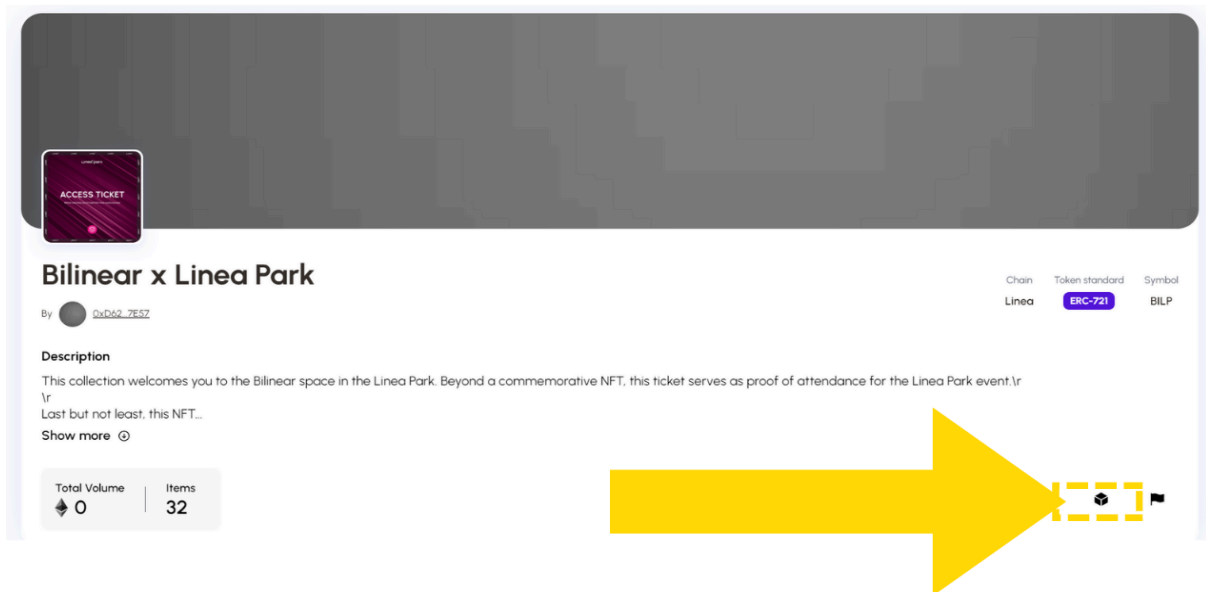 Linea Park
ACCESS TICKET
Bilinear x Linea Park
By 0xD62...7E57
Chain Token standard Symbol
Linea ERC-721 BILP
Description
This collection welcomes you to the Bilinear space in the Linea Park. Beyond a commemorative NFT, this ticket serves as proof of attendance for the Linea Park event.\r
\r
Last but not least, this NFT...
Show more
Total Volume Items
0 32